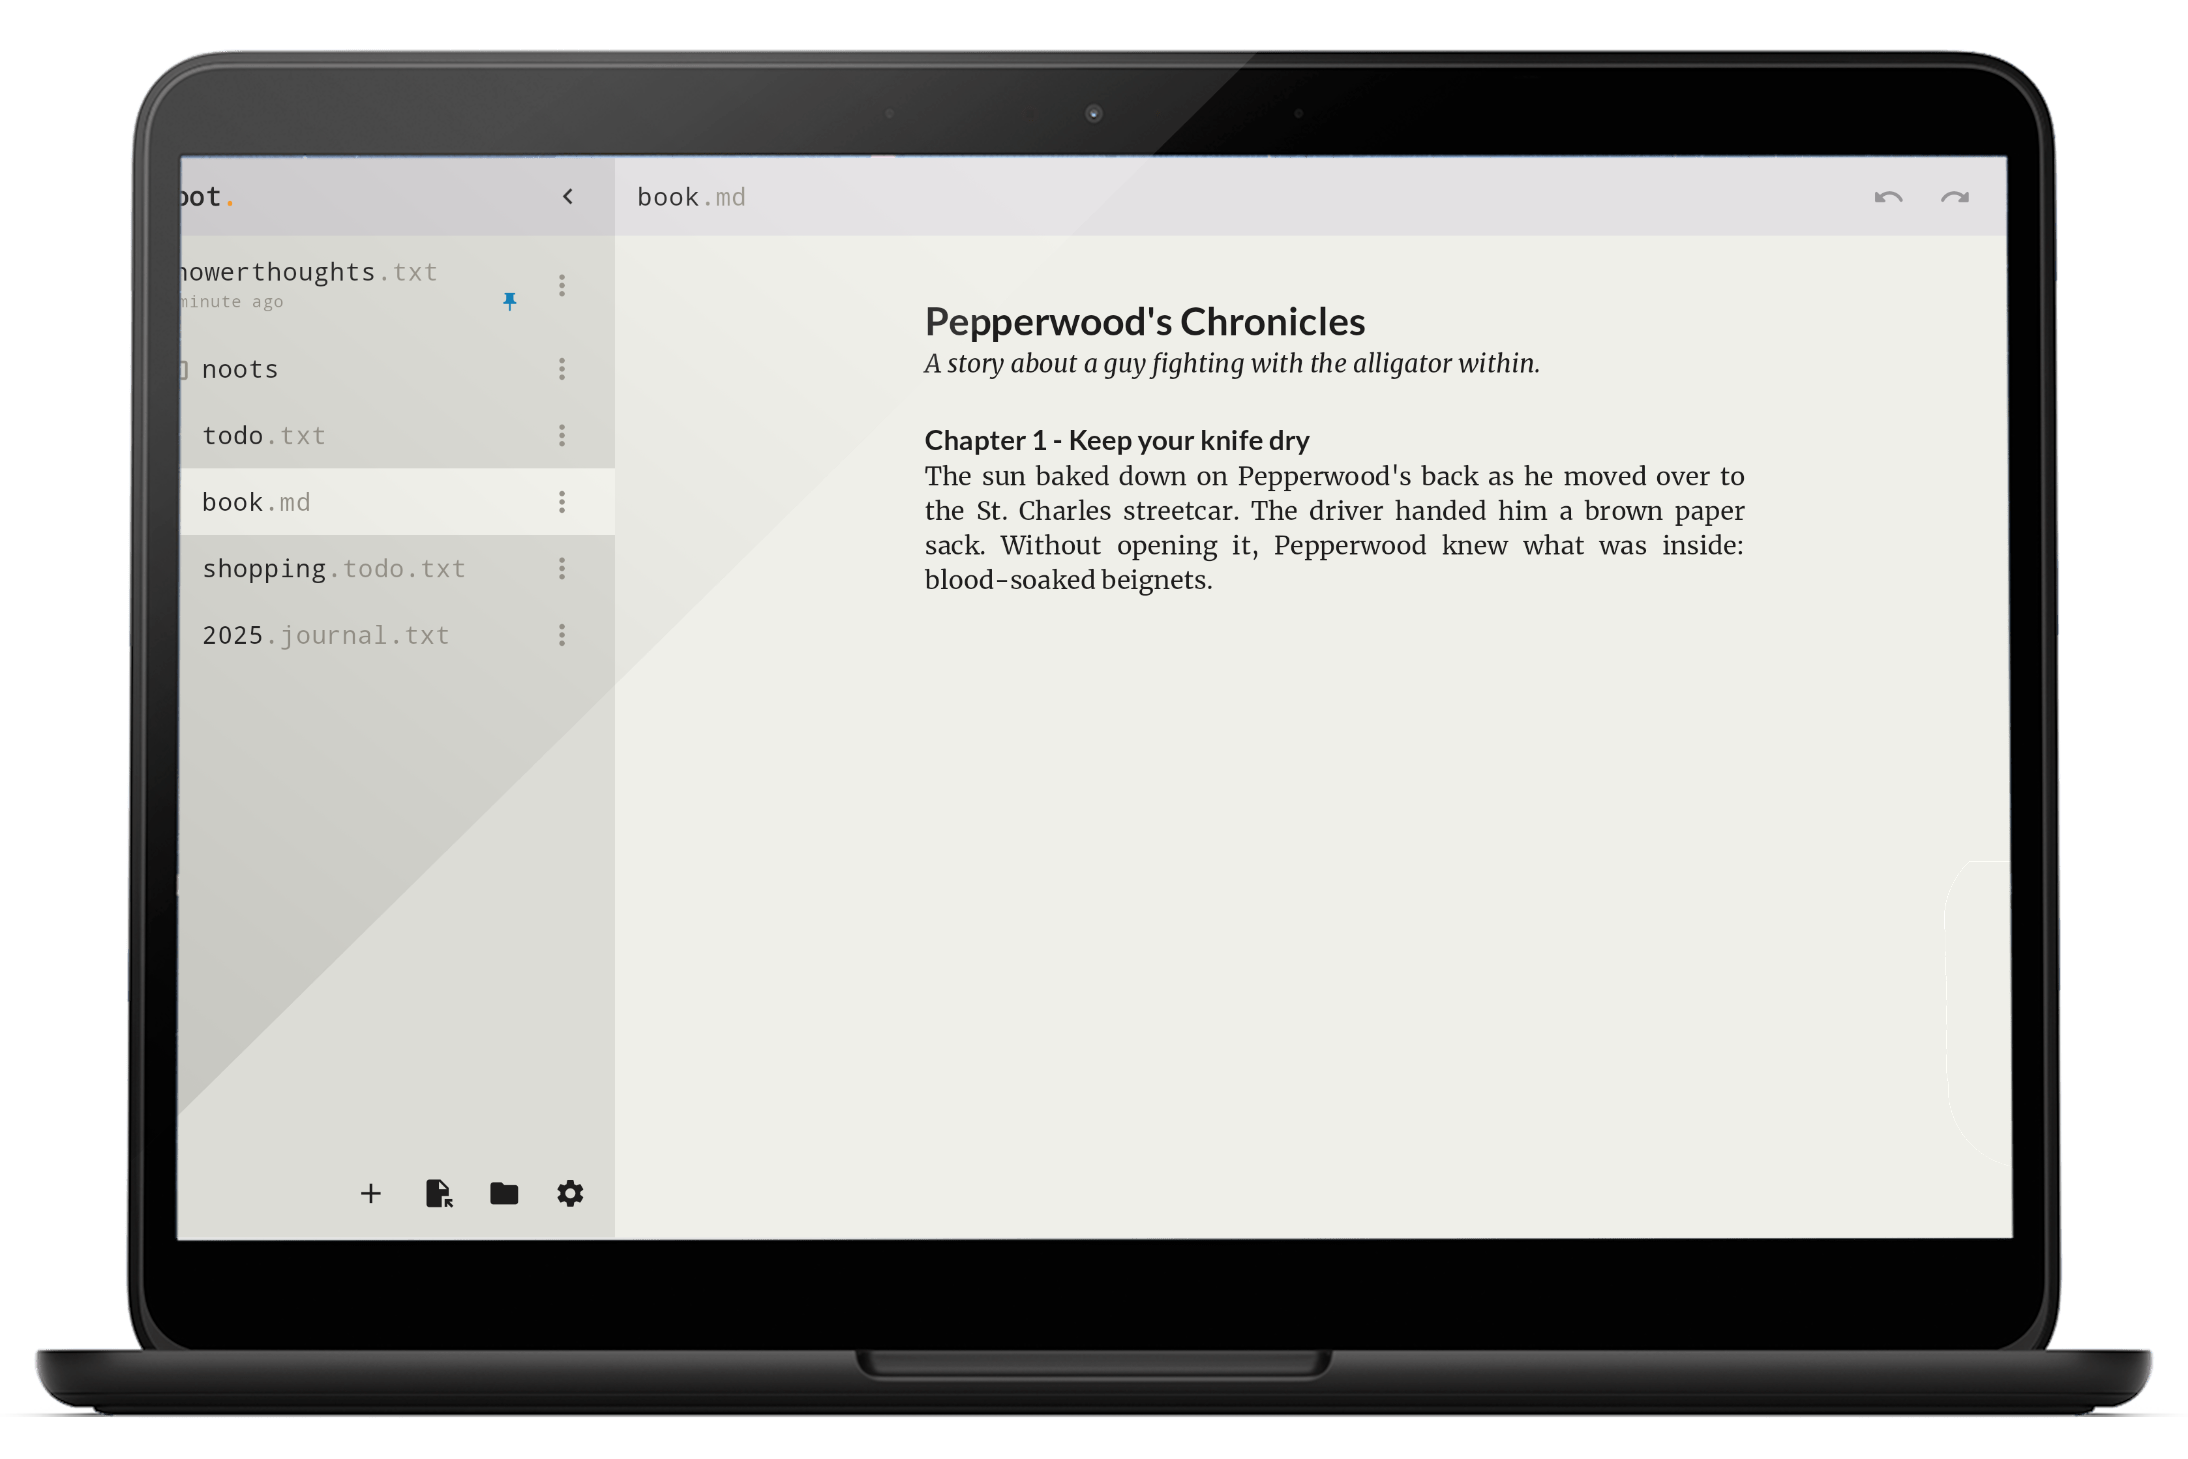 oot.
book.md
howerthoughts.txt
minute ago
noots
todo.txt
book.md
shopping.todo.txt
2025.journal.txt
Pepperwood's Chronicles
A story about a guy fighting with the alligator within.
Chapter 1 - Keep your knife dry
The sun baked down on Pepperwood's back as he moved over to
the St. Charles streetcar. The driver handed him a brown paper
sack. Without opening it, Pepperwood knew what was inside:
blood-soaked beignets.